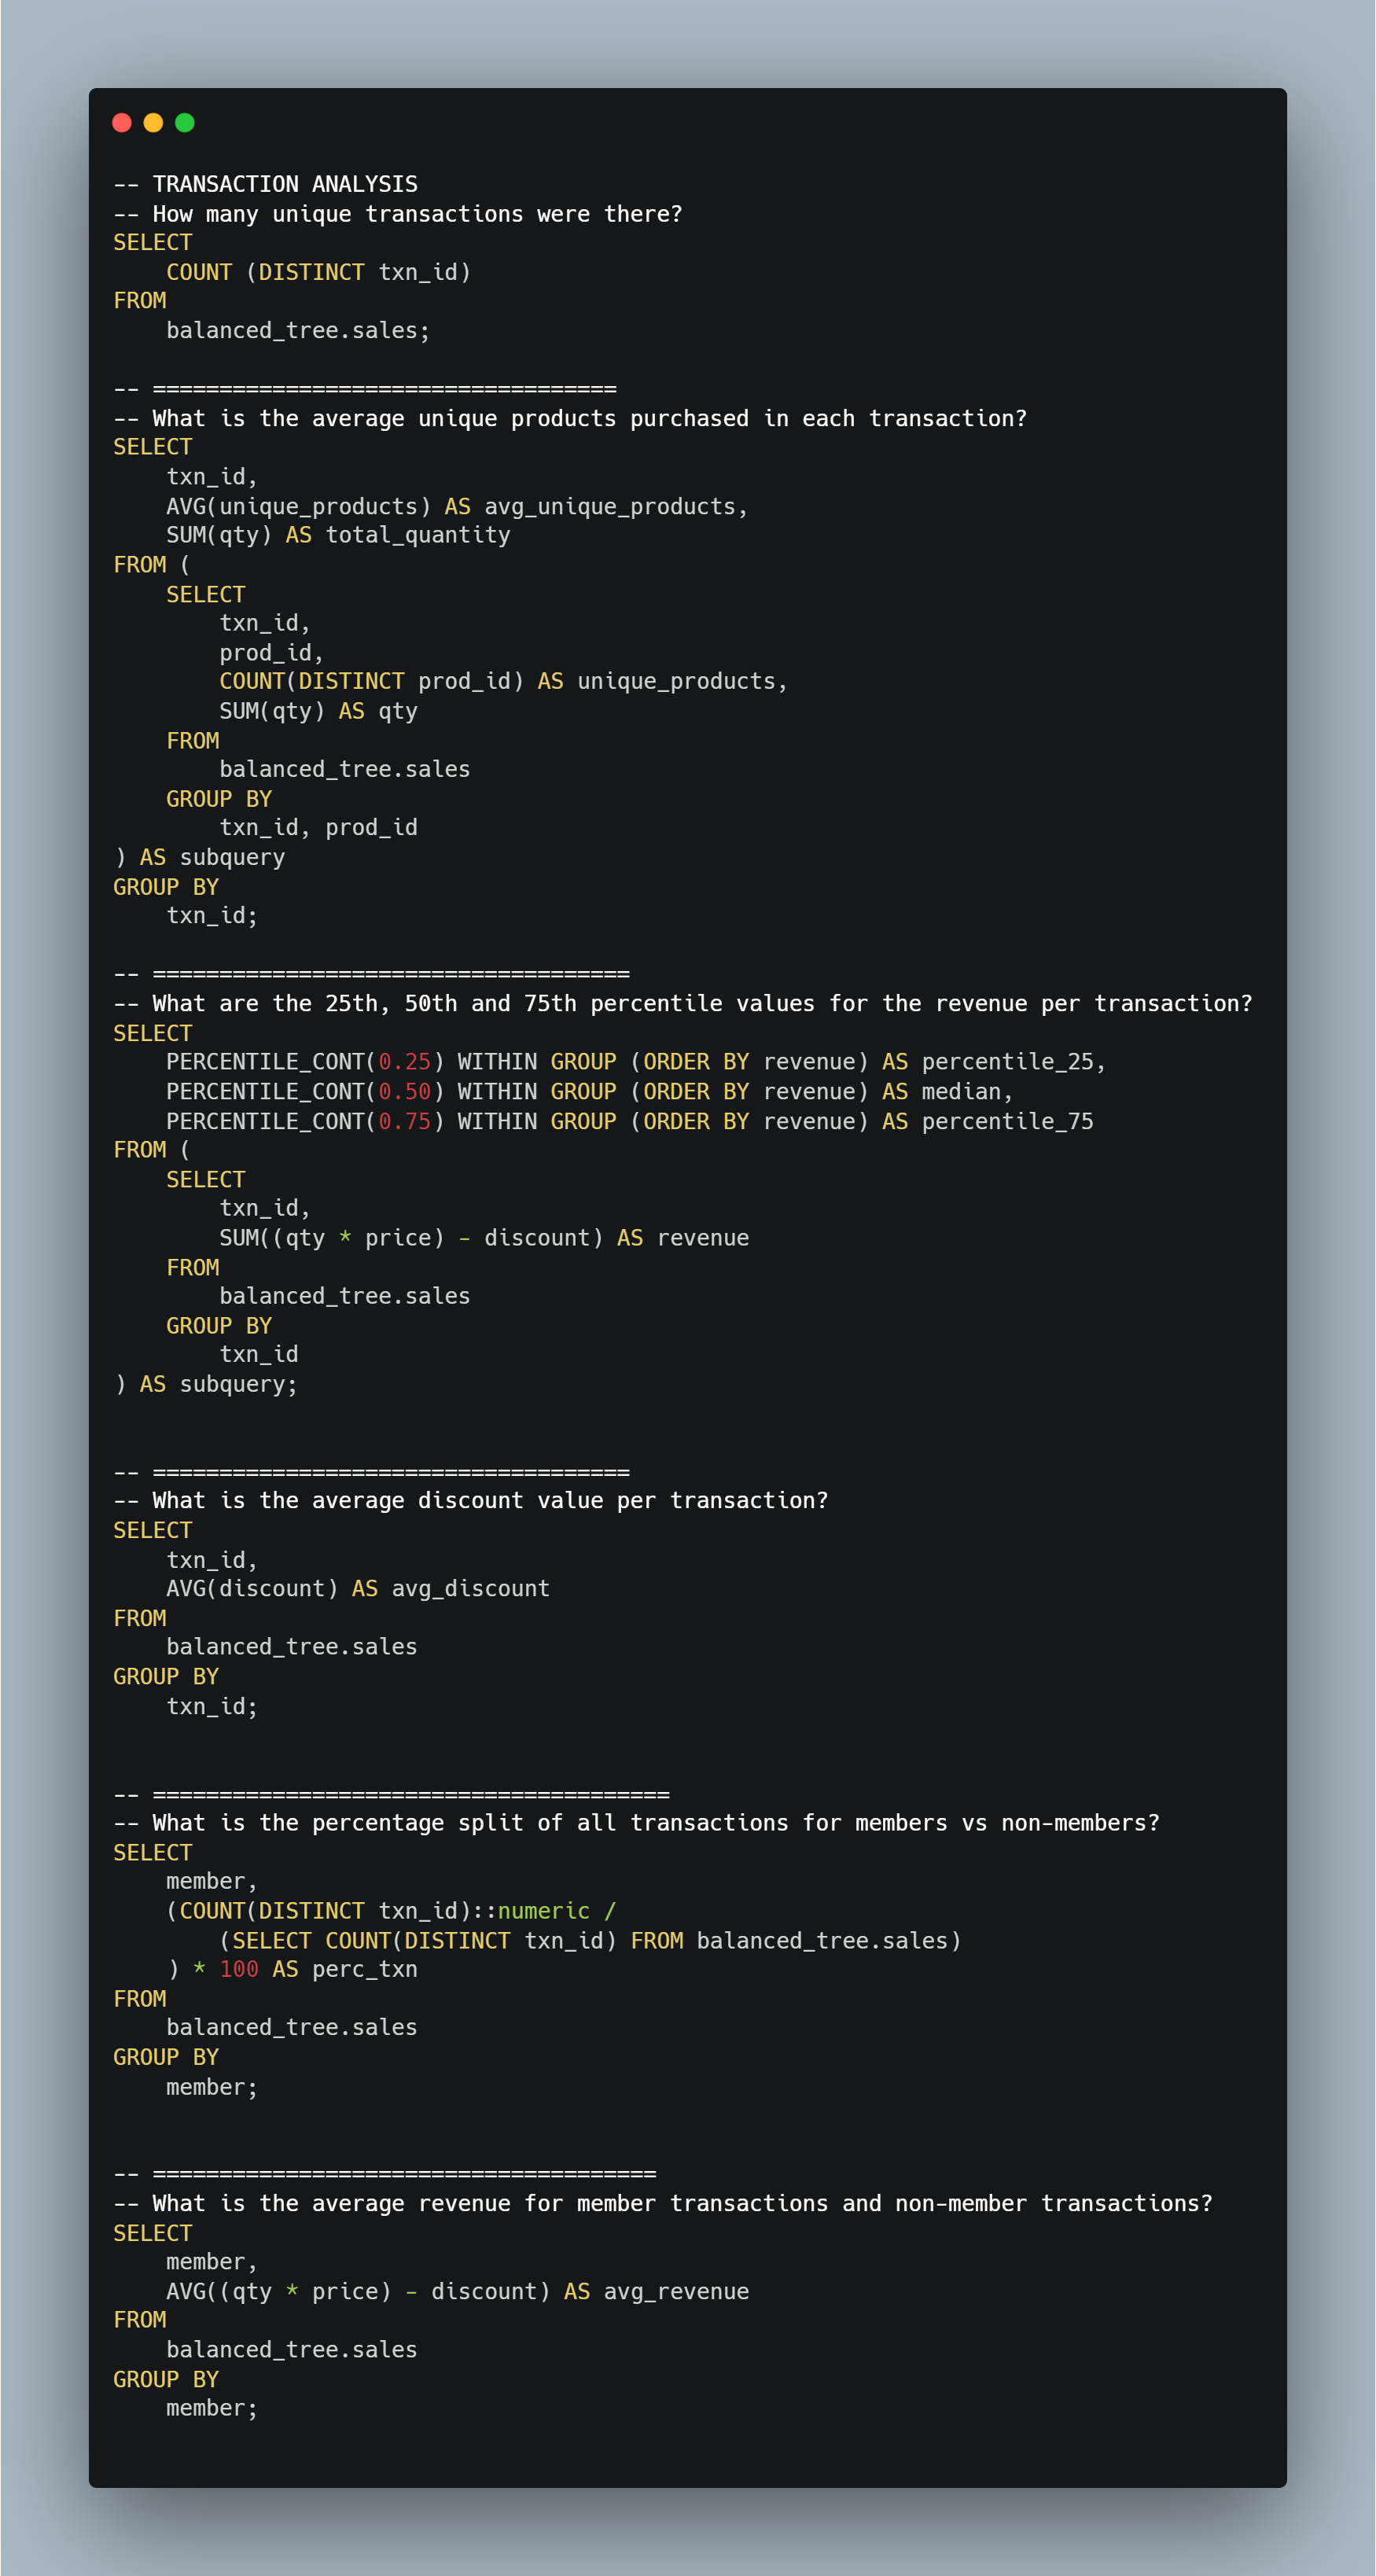 -- TRANSACTION ANALYSIS
-- How many unique transactions were there?
SELECT
    COUNT (DISTINCT txn_id)
FROM
    balanced_tree.sales;

-- ===================================
-- What is the average unique products purchased in each transaction?
SELECT
    txn_id,
    AVG(unique_products) AS avg_unique_products,
    SUM(qty) AS total_quantity
FROM (
    SELECT
        txn_id,
        prod_id,
        COUNT(DISTINCT prod_id) AS unique_products,
        SUM(qty) AS qty
    FROM
        balanced_tree.sales
    GROUP BY
        txn_id, prod_id
) AS subquery
GROUP BY
    txn_id;

-- ====================================
-- What are the 25th, 50th and 75th percentile values for the revenue per transaction?
SELECT
    PERCENTILE_CONT(0.25) WITHIN GROUP (ORDER BY revenue) AS percentile_25,
    PERCENTILE_CONT(0.50) WITHIN GROUP (ORDER BY revenue) AS median,
    PERCENTILE_CONT(0.75) WITHIN GROUP (ORDER BY revenue) AS percentile_75
FROM (
    SELECT
        txn_id,
        SUM((qty * price) - discount) AS revenue
    FROM
        balanced_tree.sales
    GROUP BY
        txn_id
) AS subquery;


-- ====================================
-- What is the average discount value per transaction?
SELECT
    txn_id,
    AVG(discount) AS avg_discount
FROM
    balanced_tree.sales
GROUP BY
    txn_id;


-- =======================================
-- What is the percentage split of all transactions for members vs non-members?
SELECT
    member,
    (COUNT(DISTINCT txn_id)::numeric /
        (SELECT COUNT(DISTINCT txn_id) FROM balanced_tree.sales)
    ) * 100 AS perc_txn
FROM
    balanced_tree.sales
GROUP BY
    member;


-- ======================================
-- What is the average revenue for member transactions and non-member transactions?
SELECT
    member,
    AVG((qty * price) - discount) AS avg_revenue
FROM
    balanced_tree.sales
GROUP BY
    member;